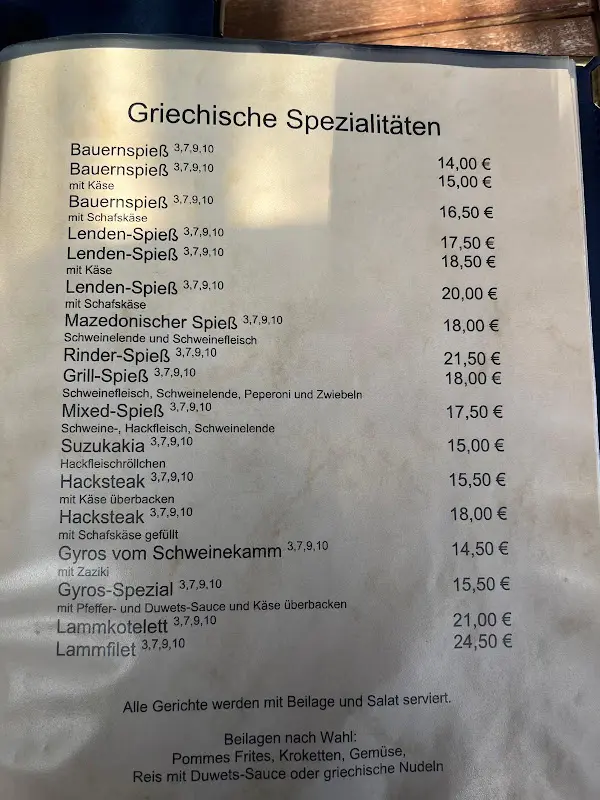 Griechische Spezialitäten
Bauernspieß 3,7,9,10 14,00 €
Bauernspieß 3,7,9,10 15,00 €
mit Käse
Bauernspieß 3,7,9,10 16,50 €
mit Schafskäse
Lenden-Spieß 3,7,9,10 17,50 €
Lenden-Spieß 3,7,9,10 18,50 €
mit Käse
Lenden-Spieß 3,7,9,10 20,00 €
mit Schafskäse
Mazedonischer Spieß 3,7,9,10 18,00 €
Schweinelende und Schweinefleisch
Rinder-Spieß 3,7,9,10 21,50 €
Grill-Spieß 3,7,9,10 18,00 €
Schweinefleisch, Schweinelende, Peperoni und Zwiebeln
Mixed-Spieß 3,7,9,10 17,50 €
Schweine-, Hackfleisch, Schweinelende
Suzukakia 3,7,9,10 15,00 €
Hackfleischröllchen
Hacksteak 3,7,9,10 15,50 €
mit Käse überbacken
Hacksteak 3,7,9,10 18,00 €
mit Schafskäse gefüllt
Gyros vom Schweinekamm 3,7,9,10 14,50 €
mit Zaziki
Gyros-Spezial 3,7,9,10 15,50 €
mit Pfeffer- und Duwets-Sauce und Käse überbacken
Lammkotelett 3,7,9,10 21,00 €
Lammfilet 3,7,9,10 24,50 €
Alle Gerichte werden mit Beilage und Salat serviert.
Beilagen nach Wahl:
Pommes Frites, Kroketten, Gemüse,
Reis mit Duwets-Sauce oder griechische Nudeln